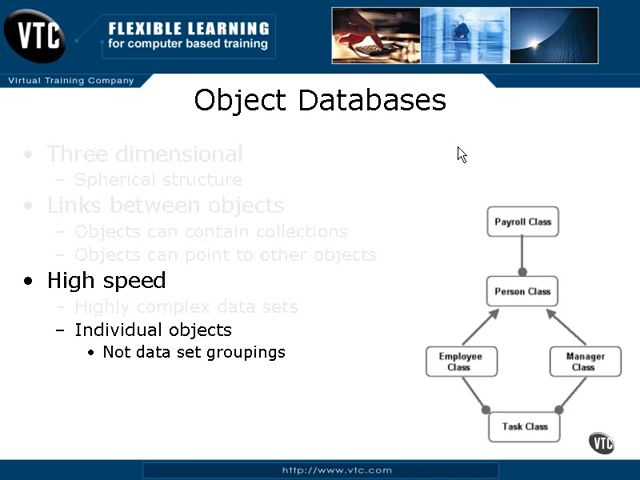 VTC
FLEXIBLE LEARNING
for computer based training
Virtual Training Company
Object Databases
• Three dimensional
– Spherical structure
• Links between objects
– Objects can contain collections
– Objects can point to other objects
• High speed
– Highly complex data sets
– Individual objects
• Not data set groupings
Payroll Class
Person Class
Employee
Class
Manager
Class
Task Class
VTC
http://www.vtc.com